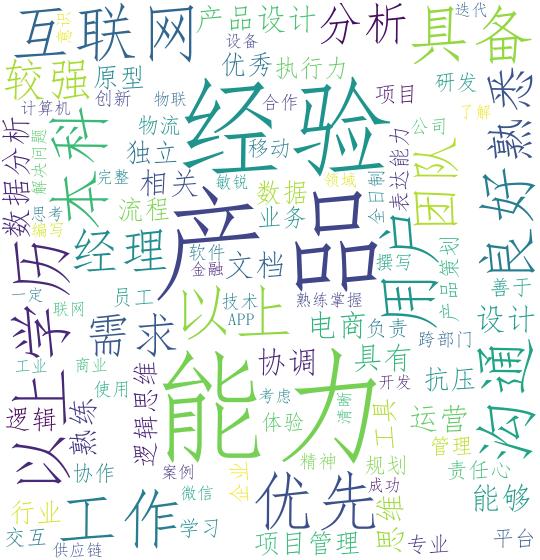 互联网
意识
产品设计
设备
分析
具备
迭代
较强
原型
优秀
执行力
计算机
创新
物联
合作
项目
研发
熟悉
数据分析
解决问题
本科
物流
经验
移动
表达能力
公司
了解
独立
完整
敏锐
领域
全日制
团队
良好
思考
编写
相关
数据
流程
业务
产品
用户
学历
经理
软件
金融
文档
撰写
产品策划
善于
一定
联网
员工
技术
APP
熟练掌握
需求
以上
电商
负责
跨部门
设计
沟通
工业
商业
使用
逻辑思维
协调
考虑
具有
开发
抗压
以上
逻辑
熟练
能力
体验
清晰
工具
运营
管理
协作
案例
精神
规划
责任心
行业
工作
微信
企业
优先
成功
思维
能够
交互
供应链
学习
项目管理
专业
平台